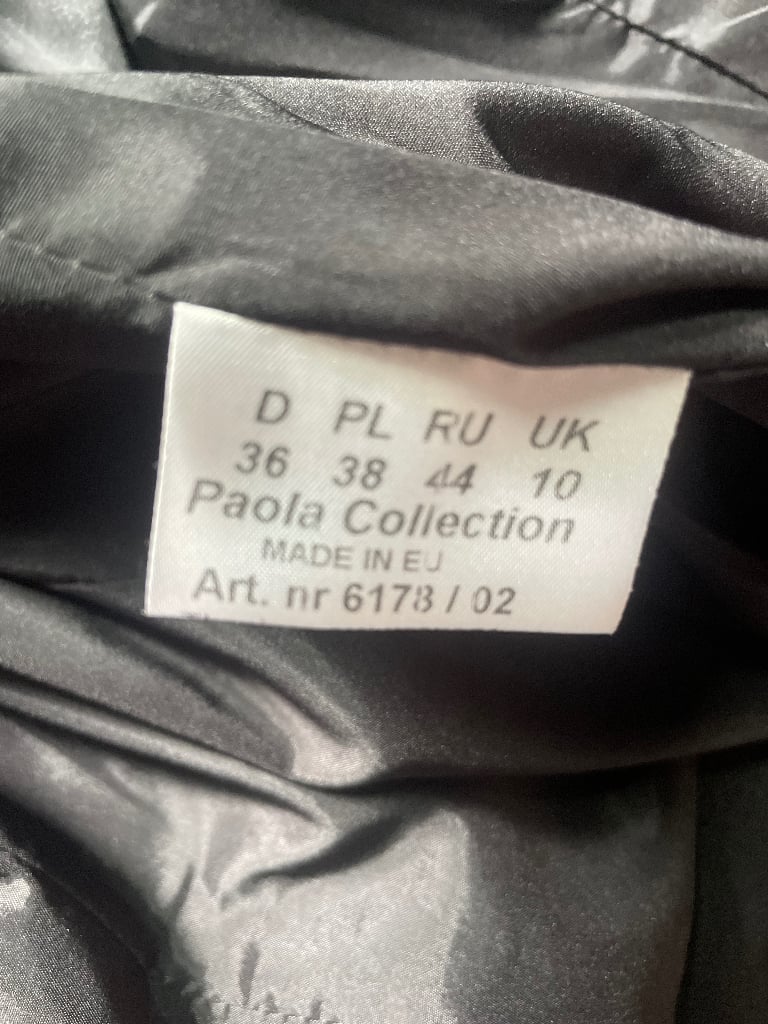 D PL RU UK
36 38 44 10
Paola Collection
MADE IN EU
Art. nr 6178 / 02